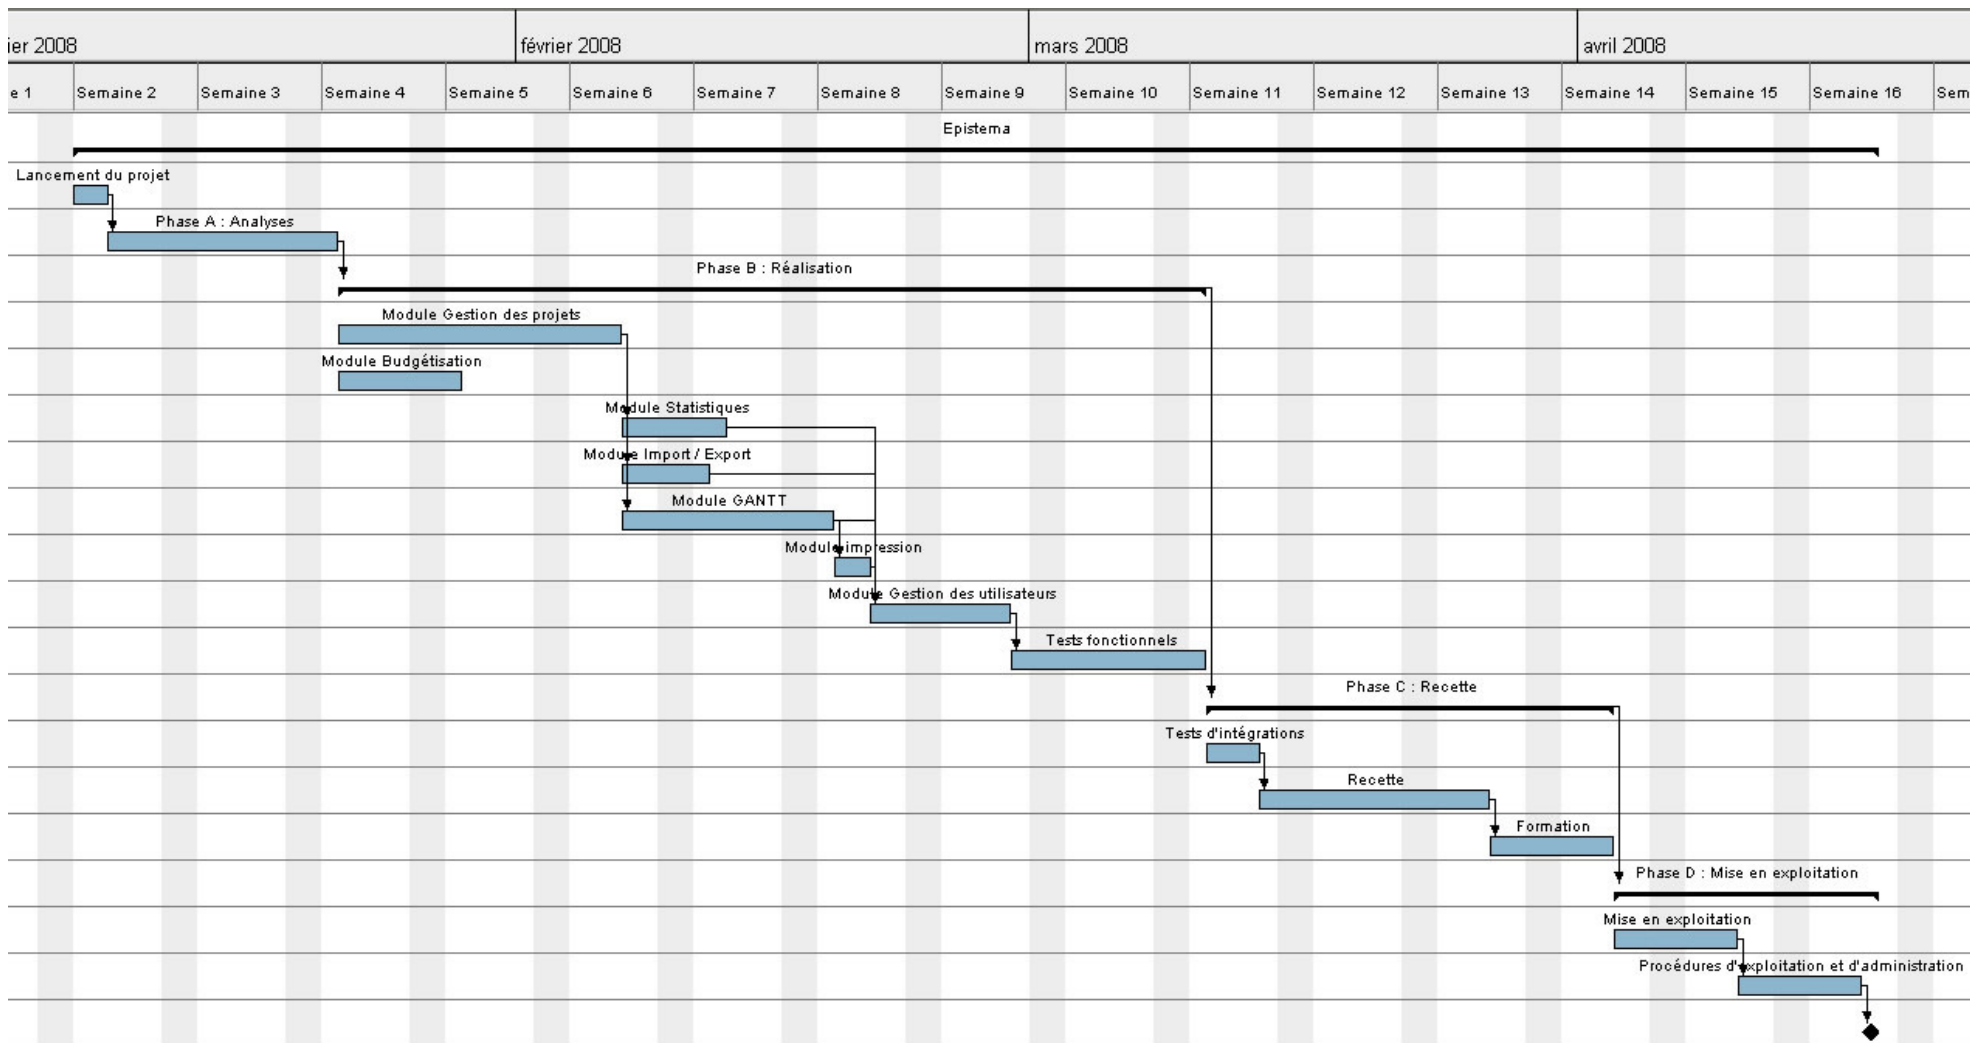 ier 2008 février 2008 mars 2008 avril 2008
e 1 Semaine 2 Semaine 3 Semaine 4 Semaine 5 Semaine 6 Semaine 7 Semaine 8 Semaine 9 Semaine 10 Semaine 11 Semaine 12 Semaine 13 Semaine 14 Semaine 15 Semaine 16 Sem
Epistema
Lancement du projet
Phase A : Analyses
Phase B : Réalisation
Module Gestion des projets
Module Budgétisation
Module Statistiques
Module Import / Export
Module GANTT
Module impression
Module Gestion des utilisateurs
Tests fonctionnels
Phase C : Recette
Tests d'intégrations
Recette
Formation
Phase D : Mise en exploitation
Mise en exploitation
Procédures d'exploitation et d'administration